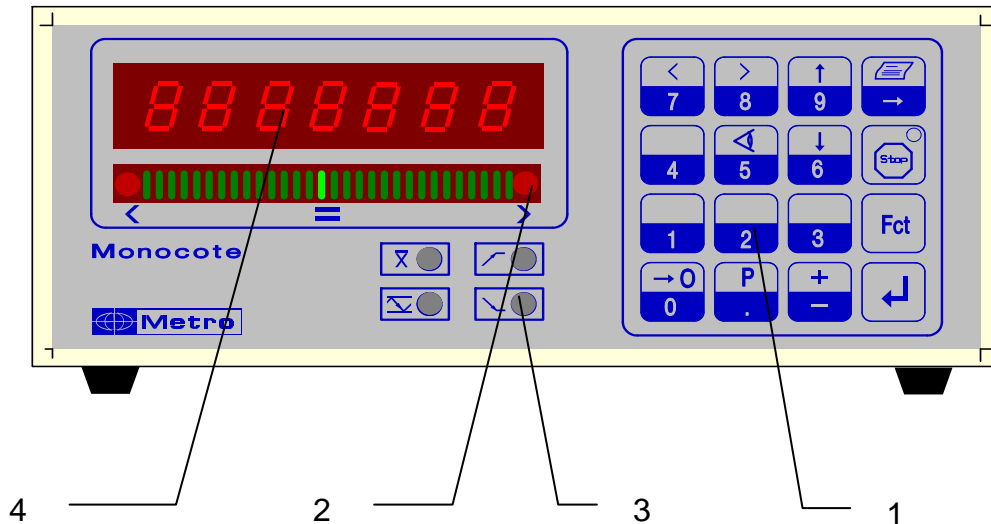 8888888
< = >
Monocote
Metro
< > ↑
7 8 9 →
4 5 ↓ 6 Stop
1 2 3 Fct
→0 P +
0 . − ↵
4 2 3 1